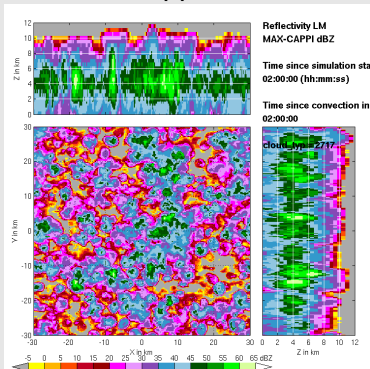 Reflectivity LM
MAX-CAPPI dBZ
Time since simulation sta
02:00:00 (hh:mm:ss)
Time since convection in
02:00:00
cloud_typ = 2717
12
10
8
6
4
2
0
Z in km
30
20
10
0
-10
-20
-30
Y in km
-30 -20 -10 0 10 20 30
X in km
0 2 4 6 8 10 12
Z in km
-5 0 5 10 15 20 25 30 35 40 45 50 55 60 65 dBZ